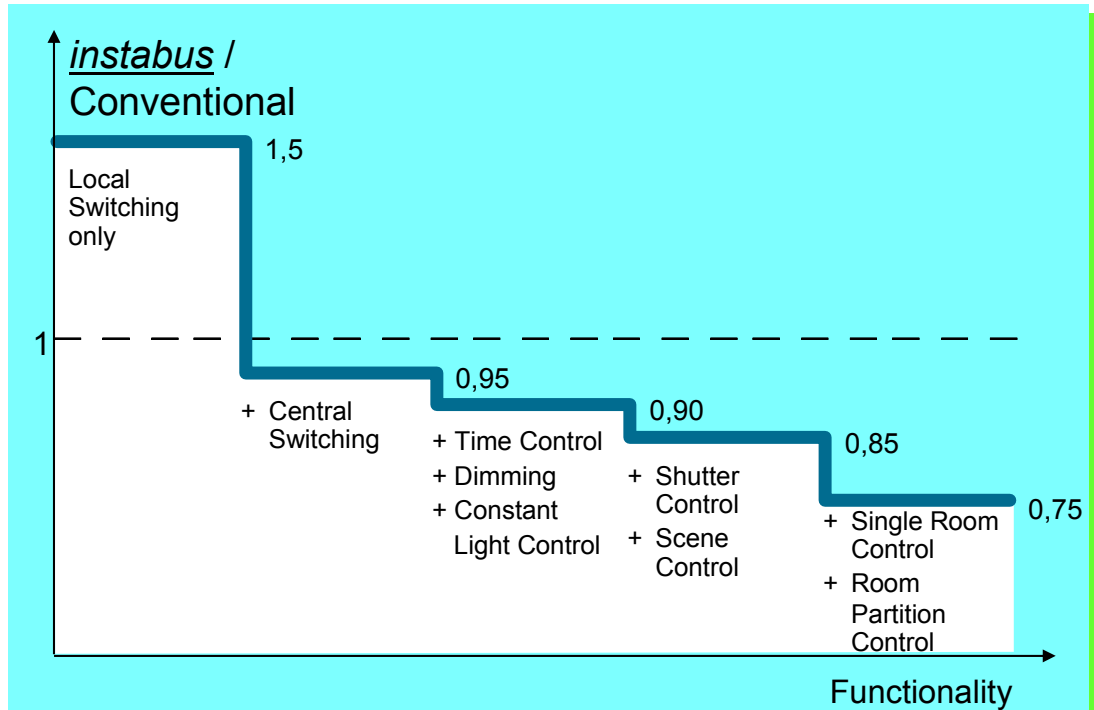 instabus /
Conventional
1,5
Local
Switching
only
1
0,95
+ Central
Switching
0,90
+ Time Control
+ Dimming
+ Constant
Light Control
0,85
+ Shutter
Control
+ Scene
Control
0,75
+ Single Room
Control
+ Room
Partition
Control
Functionality